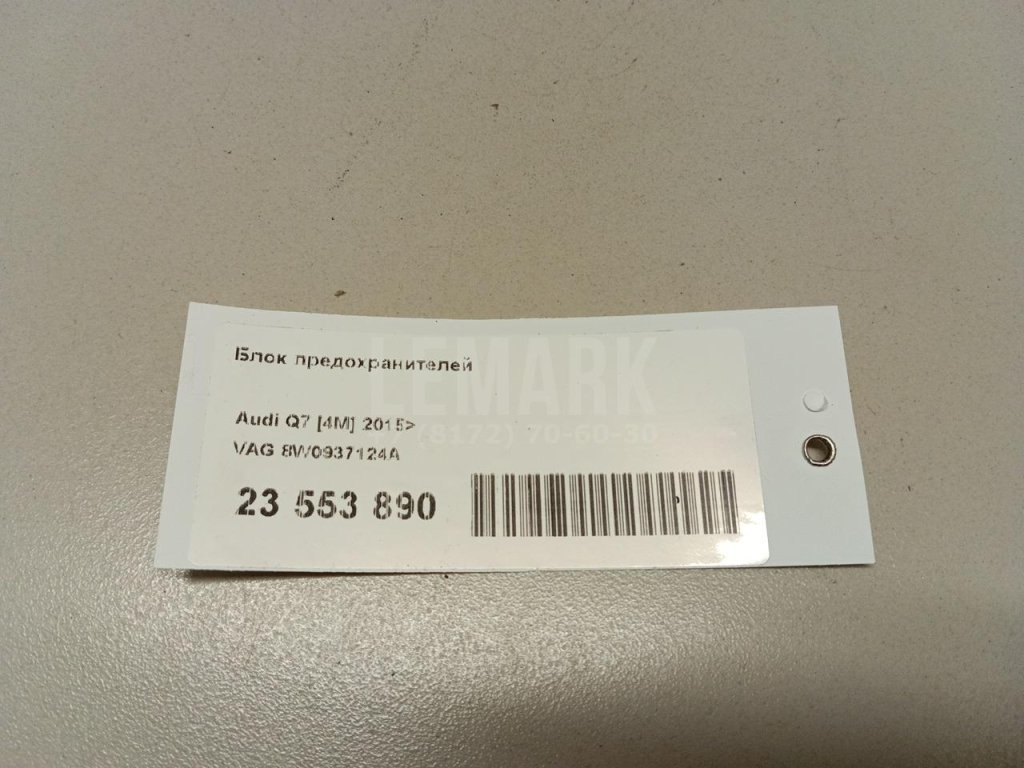 Блок предохранителей
LEMARK
Audi Q7 [4M] 2015>
(8172) 70-60-30
VAG 8W0937124A
23 553 890